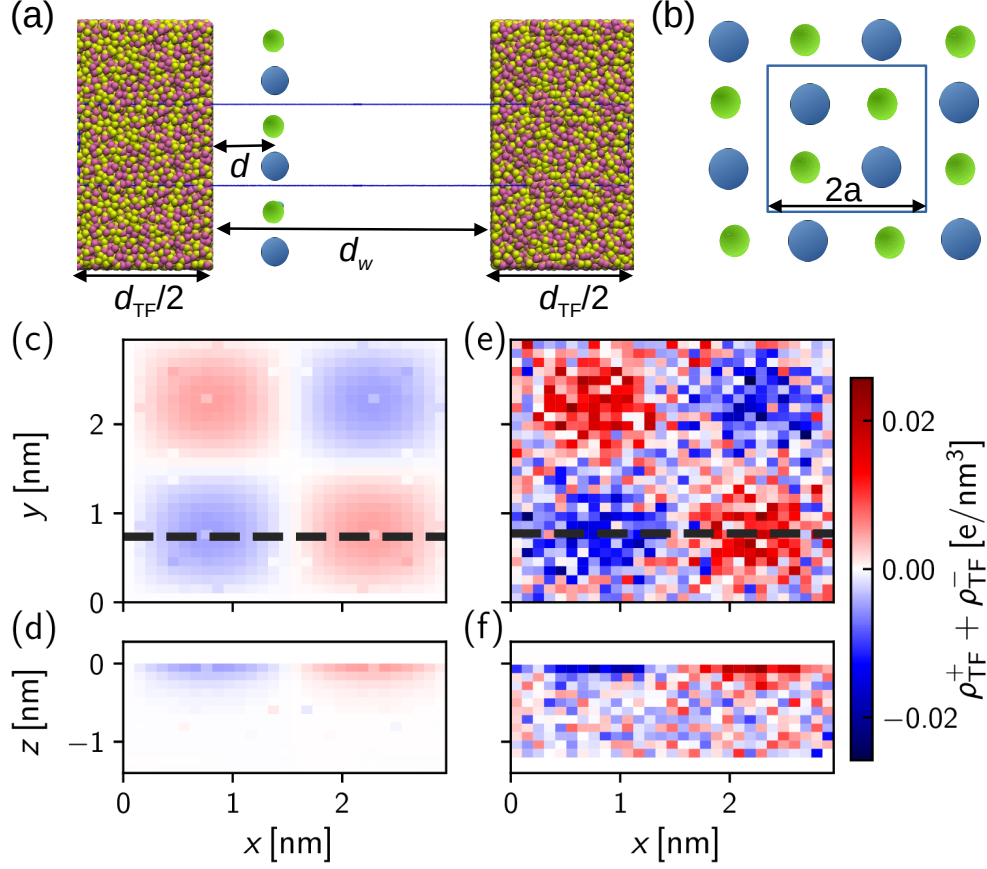 (a)
(b)
d
d_w
2a
d_TF/2
d_TF/2
(c)
(e)
2
1
0
y [nm]
0.02
0.00
−0.02
ρ⁺_TF + ρ⁻_TF [e/nm³]
(d)
(f)
0
−1
z [nm]
0
1
2
0
1
2
x [nm]
x [nm]